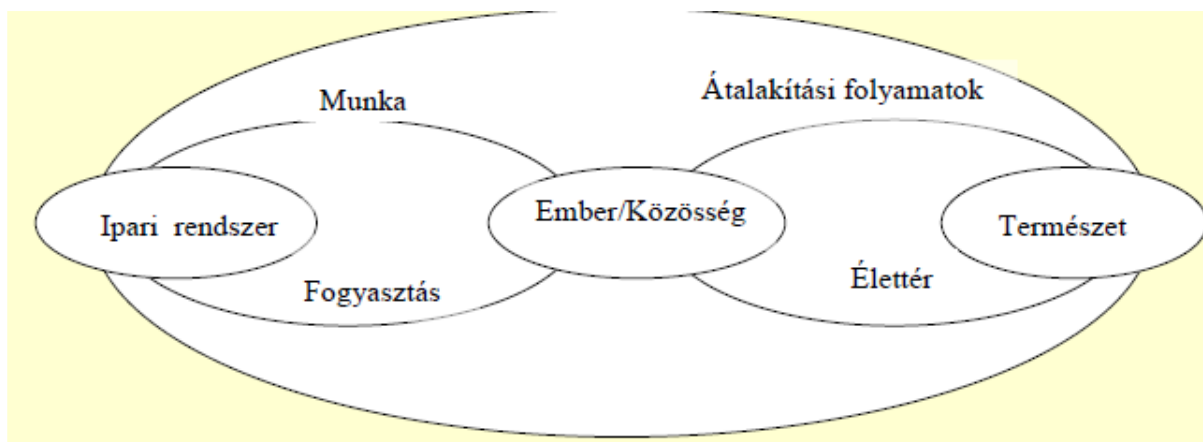 Munka
Átalakítási folyamatok
Ipari rendszer
Ember/Közösség
Természet
Fogyasztás
Élettér